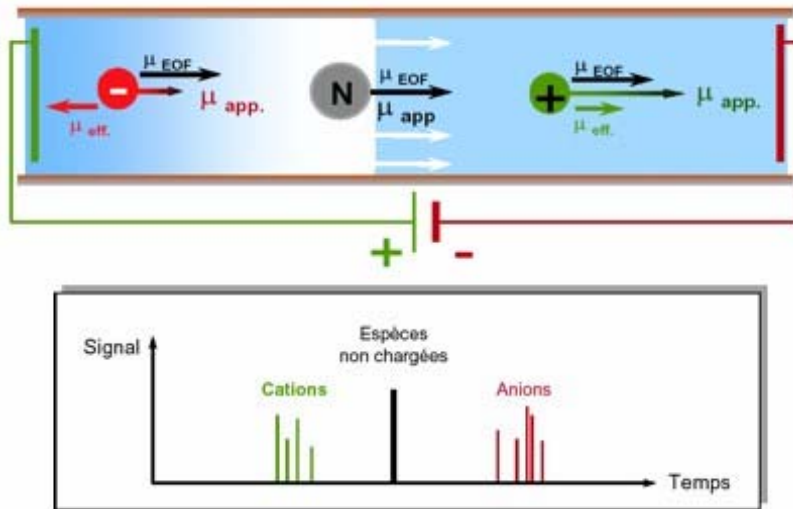 μ EOF
-
μ app.
μ eff.
N
μ EOF
μ app
μ EOF
+
μ app.
μ eff.
+ -
Espèces
non chargées
Signal
Cations
Anions
Temps